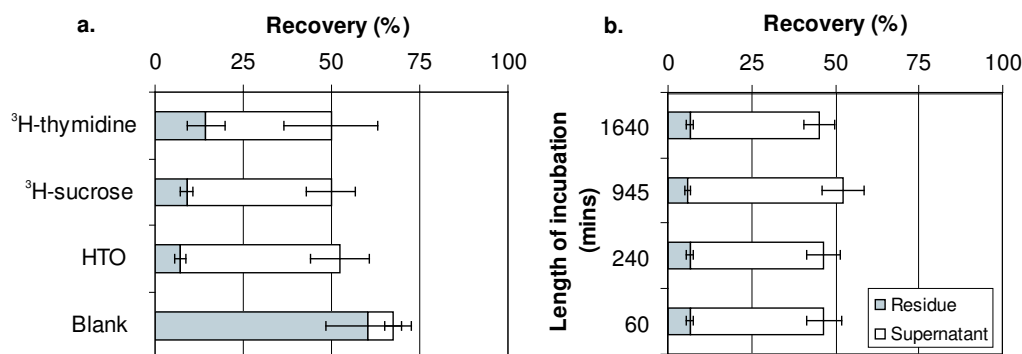 a.
Recovery (%)
0 25 50 75 100
³H-thymidine
³H-sucrose
HTO
Blank
b.
Recovery (%)
0 25 50 75 100
Length of incubation
(mins)
1640
945
240
60
Residue
Supernatant